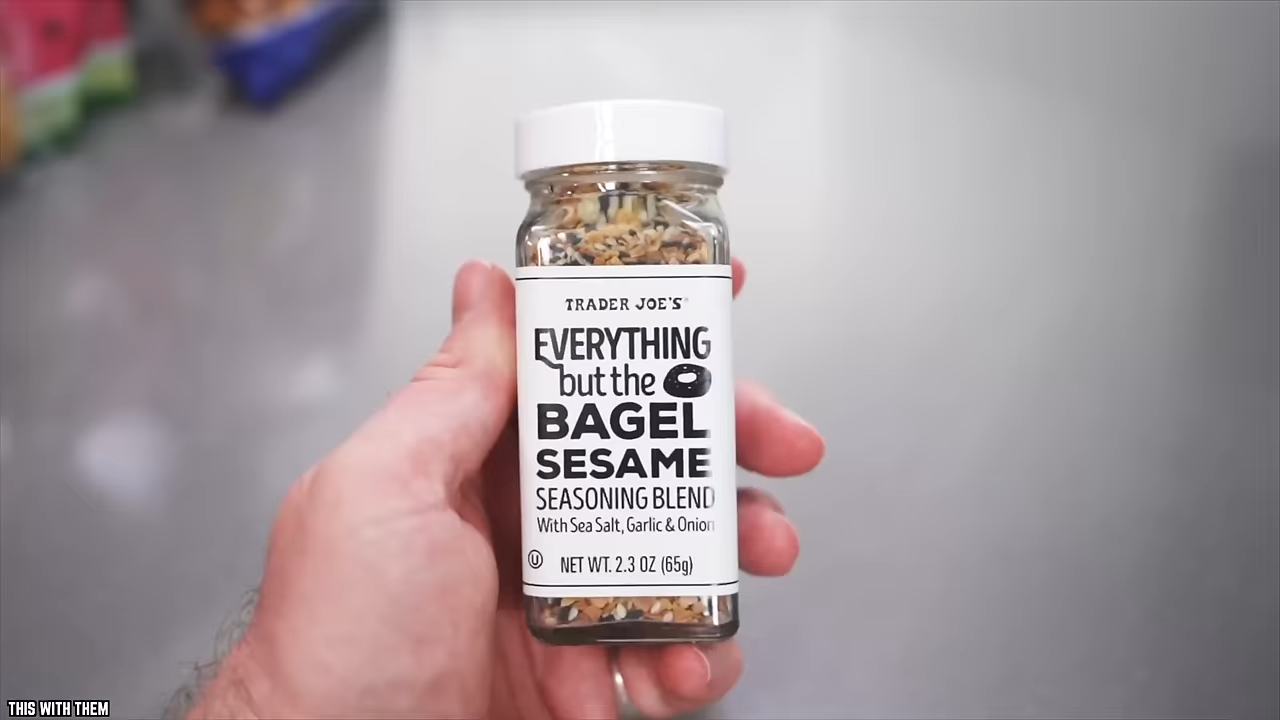 TRADER JOE'S
EVERYTHING
but the
BAGEL
SESAME
SEASONING BLEND
With Sea Salt, Garlic & Onion
U NET WT. 2.3 OZ (65g)
THIS WITH THEM